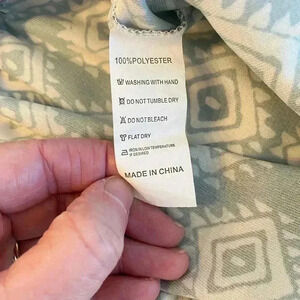 100%POLYESTER
WASHING WITH HAND
DO NOT TUMBLE DRY
DO NOT BLEACH
FLAT DRY
IRON IN LOW TEMPERATURE
IF DESIRED
MADE IN CHINA